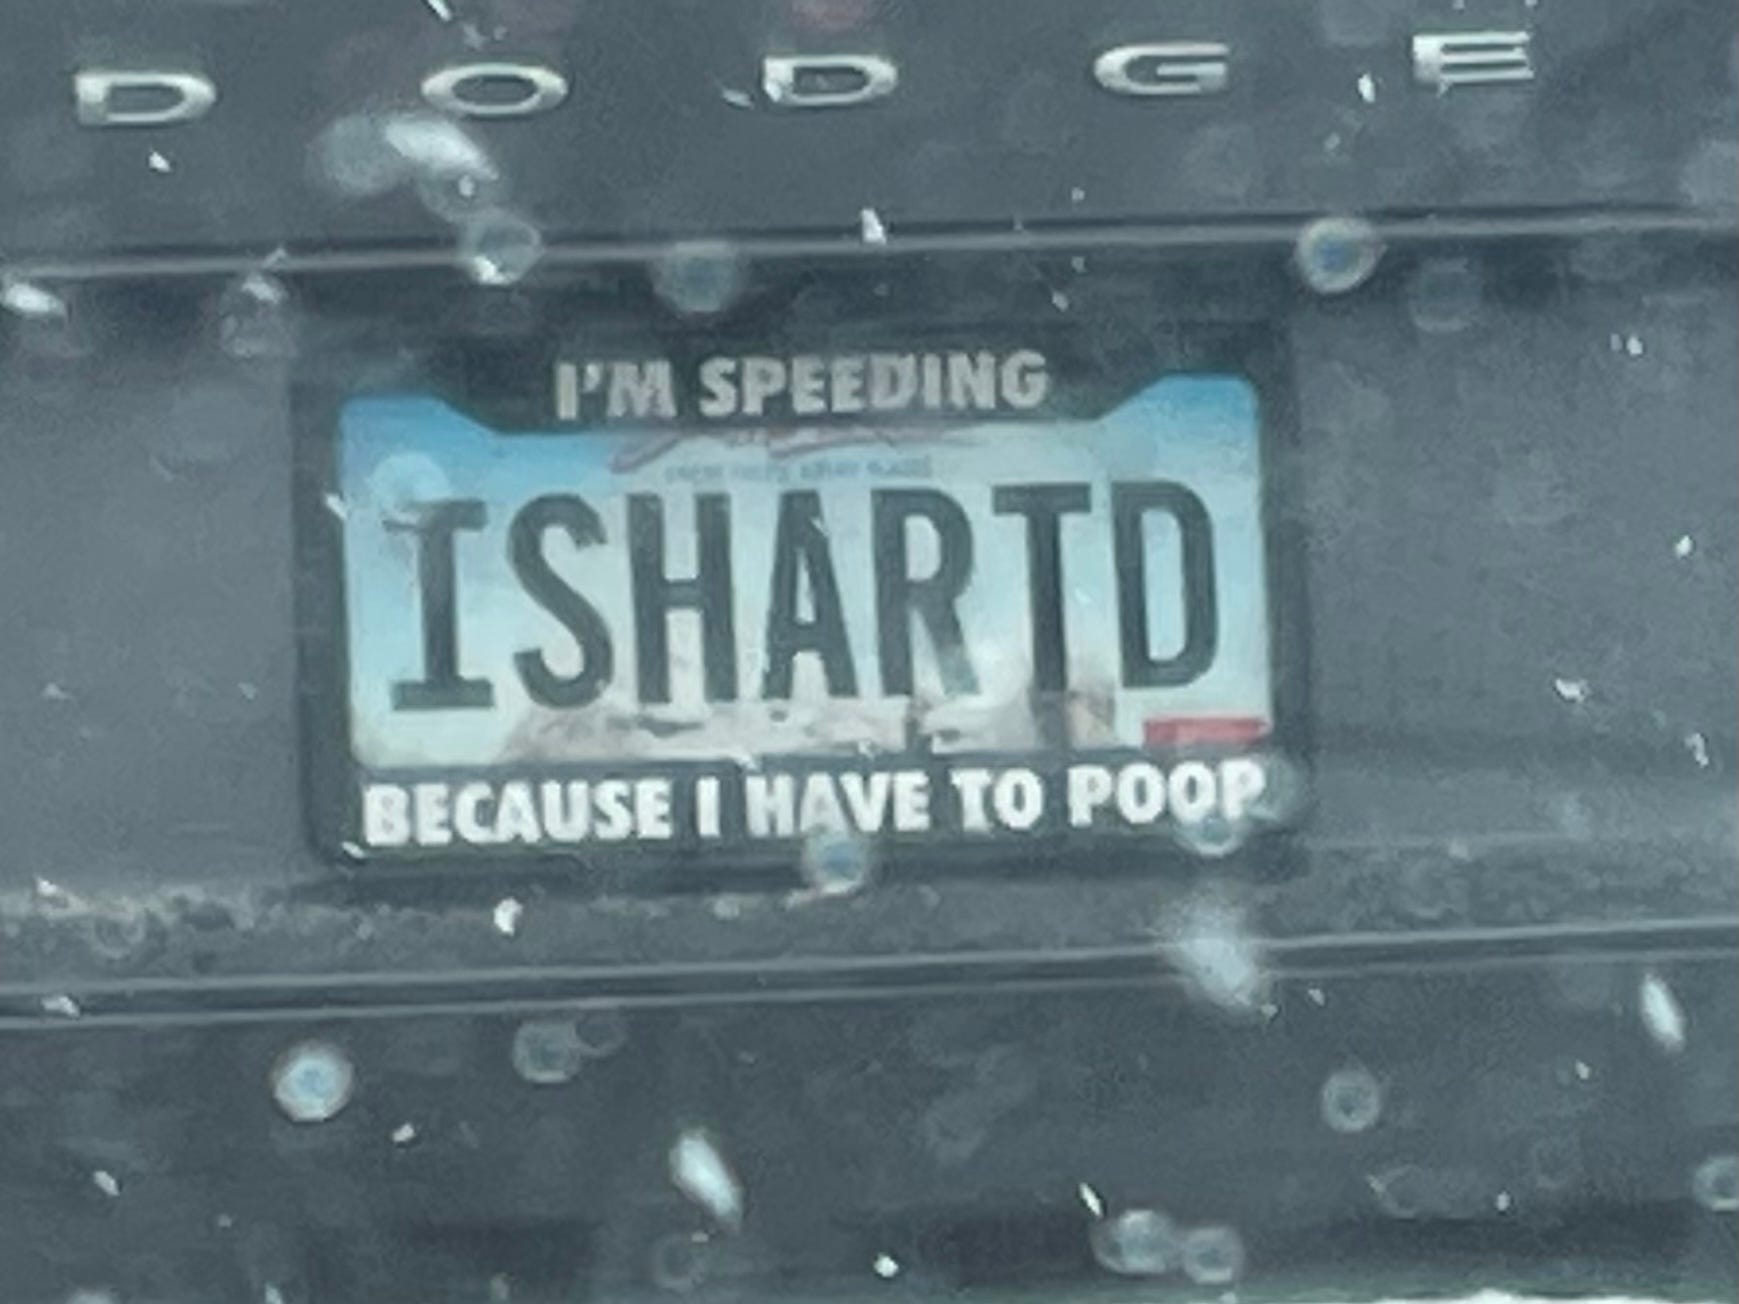 DODGE
I'M SPEEDING
ISHARTD
BECAUSE I HAVE TO POOP